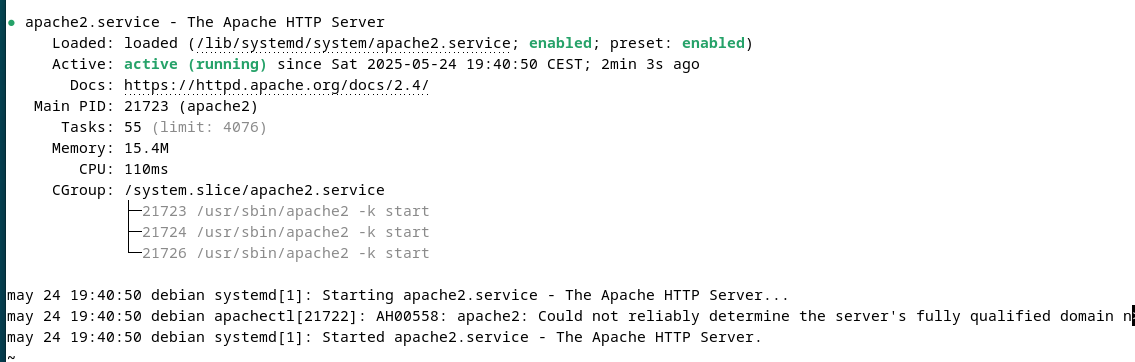 ● apache2.service - The Apache HTTP Server
Loaded: loaded (/lib/systemd/system/apache2.service; enabled; preset: enabled)
Active: active (running) since Sat 2025-05-24 19:40:50 CEST; 2min 3s ago
Docs: https://httpd.apache.org/docs/2.4/
Main PID: 21723 (apache2)
Tasks: 55 (limit: 4076)
Memory: 15.4M
CPU: 110ms
CGroup: /system.slice/apache2.service
├─21723 /usr/sbin/apache2 -k start
├─21724 /usr/sbin/apache2 -k start
└─21726 /usr/sbin/apache2 -k start
may 24 19:40:50 debian systemd[1]: Starting apache2.service - The Apache HTTP Server...
may 24 19:40:50 debian apachectl[21722]: AH00558: apache2: Could not reliably determine the server's fully qualified domain n
may 24 19:40:50 debian systemd[1]: Started apache2.service - The Apache HTTP Server.
~